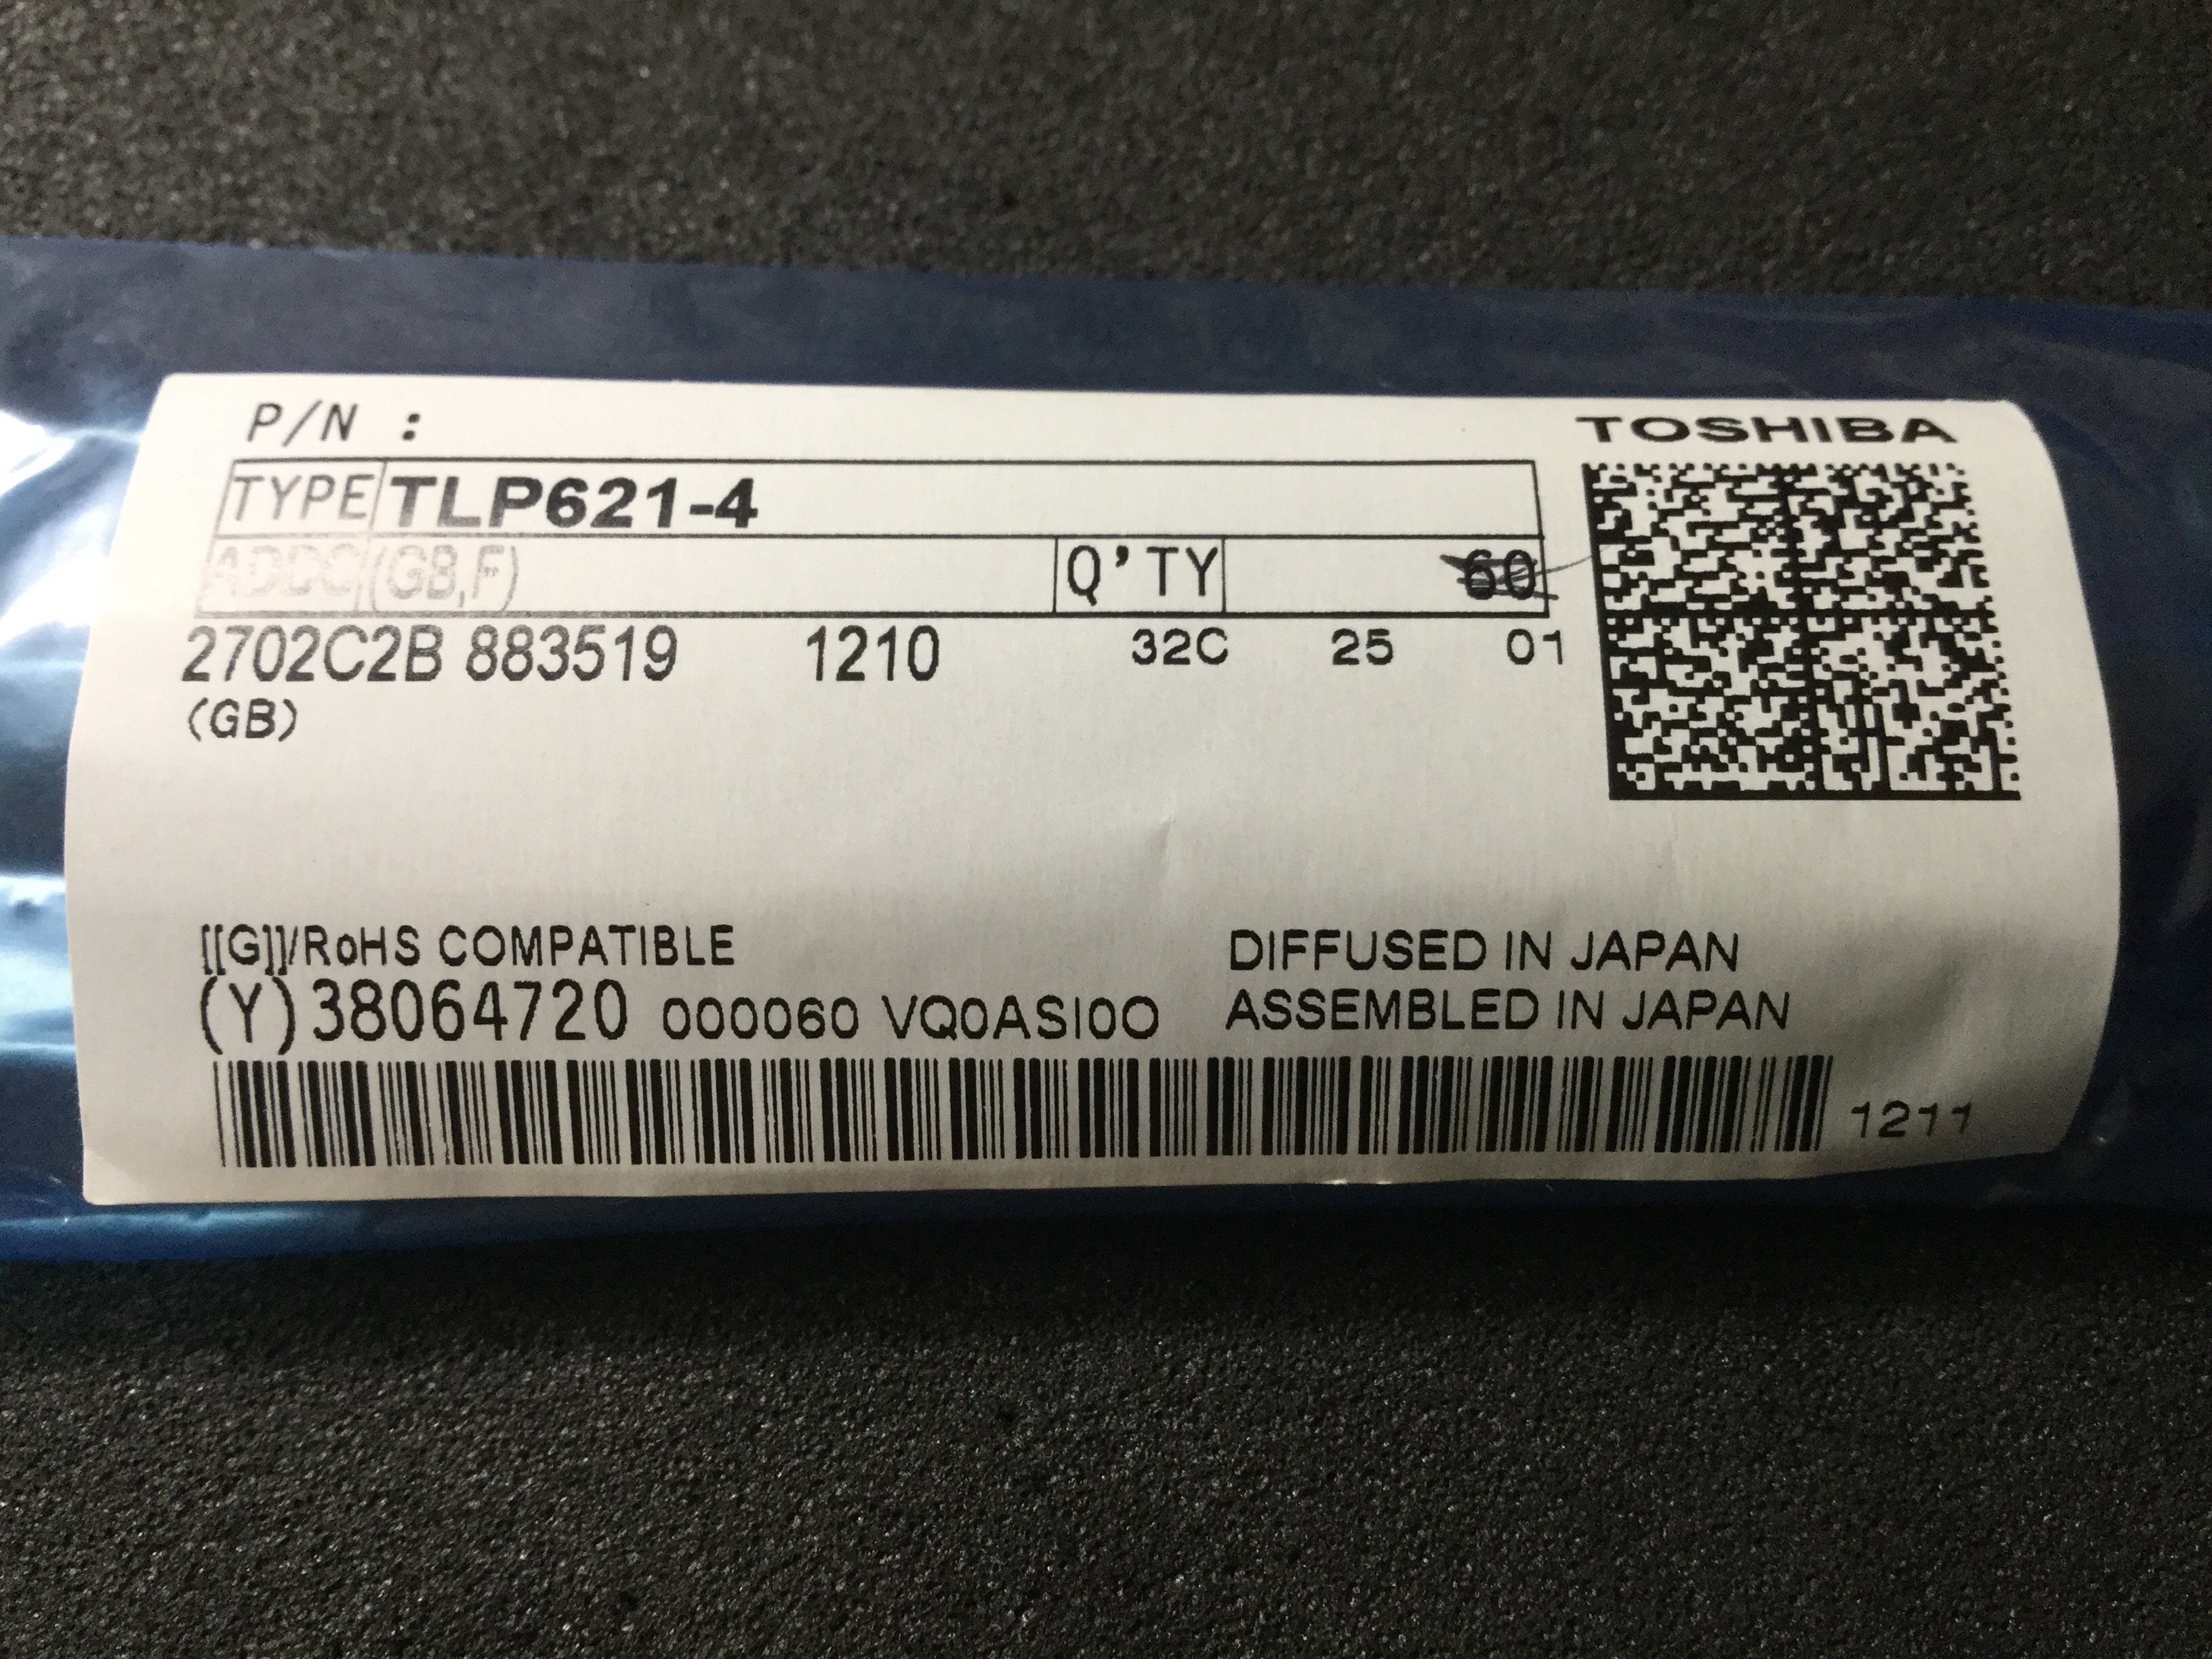 P/N :
TOSHIBA
TYPE TLP621-4
ADDC (GB,F) Q'TY 60
2702C2B 883519 1210 32C 25 01
(GB)
[[G]]/RoHS COMPATIBLE
DIFFUSED IN JAPAN
(Y)38064720 000060 VQ0ASI0O
ASSEMBLED IN JAPAN
1211